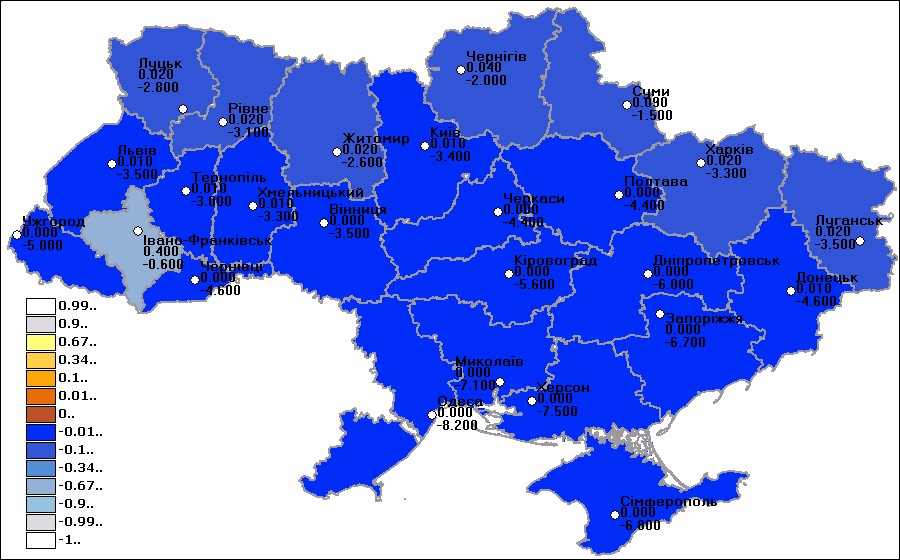 Чернігів
0.040
-2.000
Луцьк
0.020
-2.800
Суми
0.090
-1.500
Рівне
0.020
-3.100
Житомир
0.020
-2.600
Київ
0.010
-3.400
Харків
0.020
-3.300
Львів
0.010
-3.500
Тернопіль
0.010
-3.000
Хмельницький
0.010
-3.300
Вінниця
0.000
-3.500
Черкаси
0.000
-4.400
Полтава
0.000
-4.400
Ужгород
0.000
-5.000
Івано-Франківськ
0.400
-0.600
Чернівці
0.000
-4.600
Кіровоград
0.000
-5.600
Дніпропетровськ
0.000
-6.000
Луганськ
0.020
-3.500
Донецьк
0.010
-4.600
Запоріжжя
0.000
-6.700
Миколаїв
0.000
-7.100
Херсон
0.000
-7.500
Одеса
0.000
-8.200
Сімферополь
0.000
-6.800
0.99..
0.9..
0.67..
0.34..
0.1..
0.01..
0..
-0.01..
-0.1..
-0.34..
-0.67..
-0.9..
-0.99..
-1..